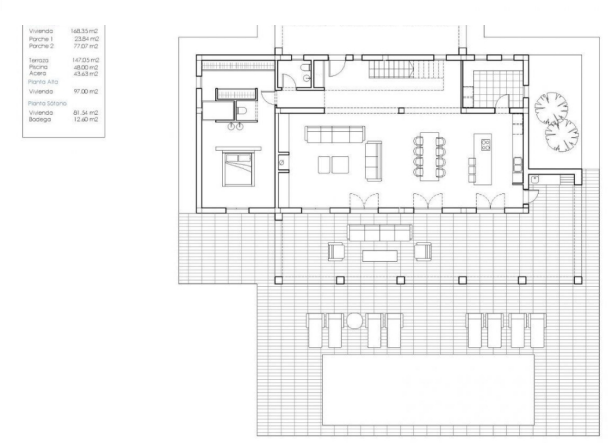 Vivienda 168.35 m2
Porche 1 23.84 m2
Porche 2 77.07 m2
Terraza 147.05 m2
Piscina 48.00 m2
Acera 43.63 m2
Planta Alta
Vivienda 97.00 m2
Planta Sótano
Vivienda 81.54 m2
Bodega 12.60 m2